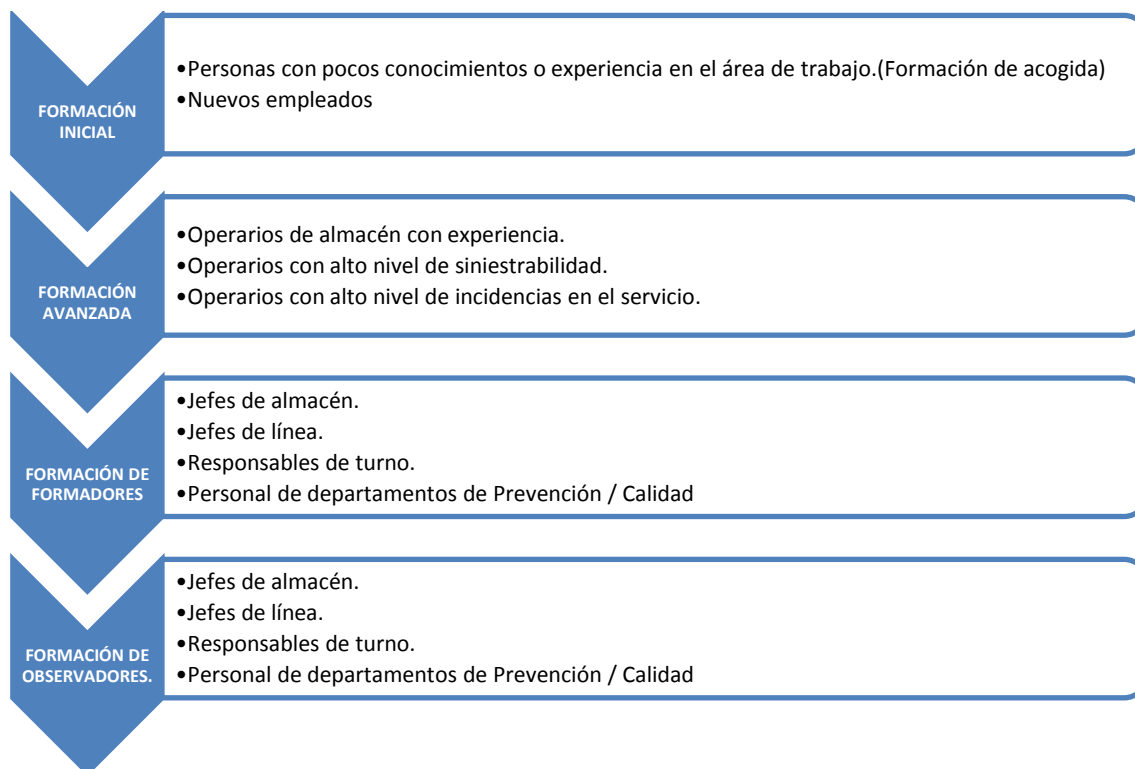 FORMACIÓN
INICIAL
•Personas con pocos conocimientos o experiencia en el área de trabajo.(Formación de acogida)
•Nuevos empleados
FORMACIÓN
AVANZADA
•Operarios de almacén con experiencia.
•Operarios con alto nivel de siniestrabilidad.
•Operarios con alto nivel de incidencias en el servicio.
FORMACIÓN DE
FORMADORES
•Jefes de almacén.
•Jefes de línea.
•Responsables de turno.
•Personal de departamentos de Prevención / Calidad
FORMACIÓN DE
OBSERVADORES.
•Jefes de almacén.
•Jefes de línea.
•Responsables de turno.
•Personal de departamentos de Prevención / Calidad